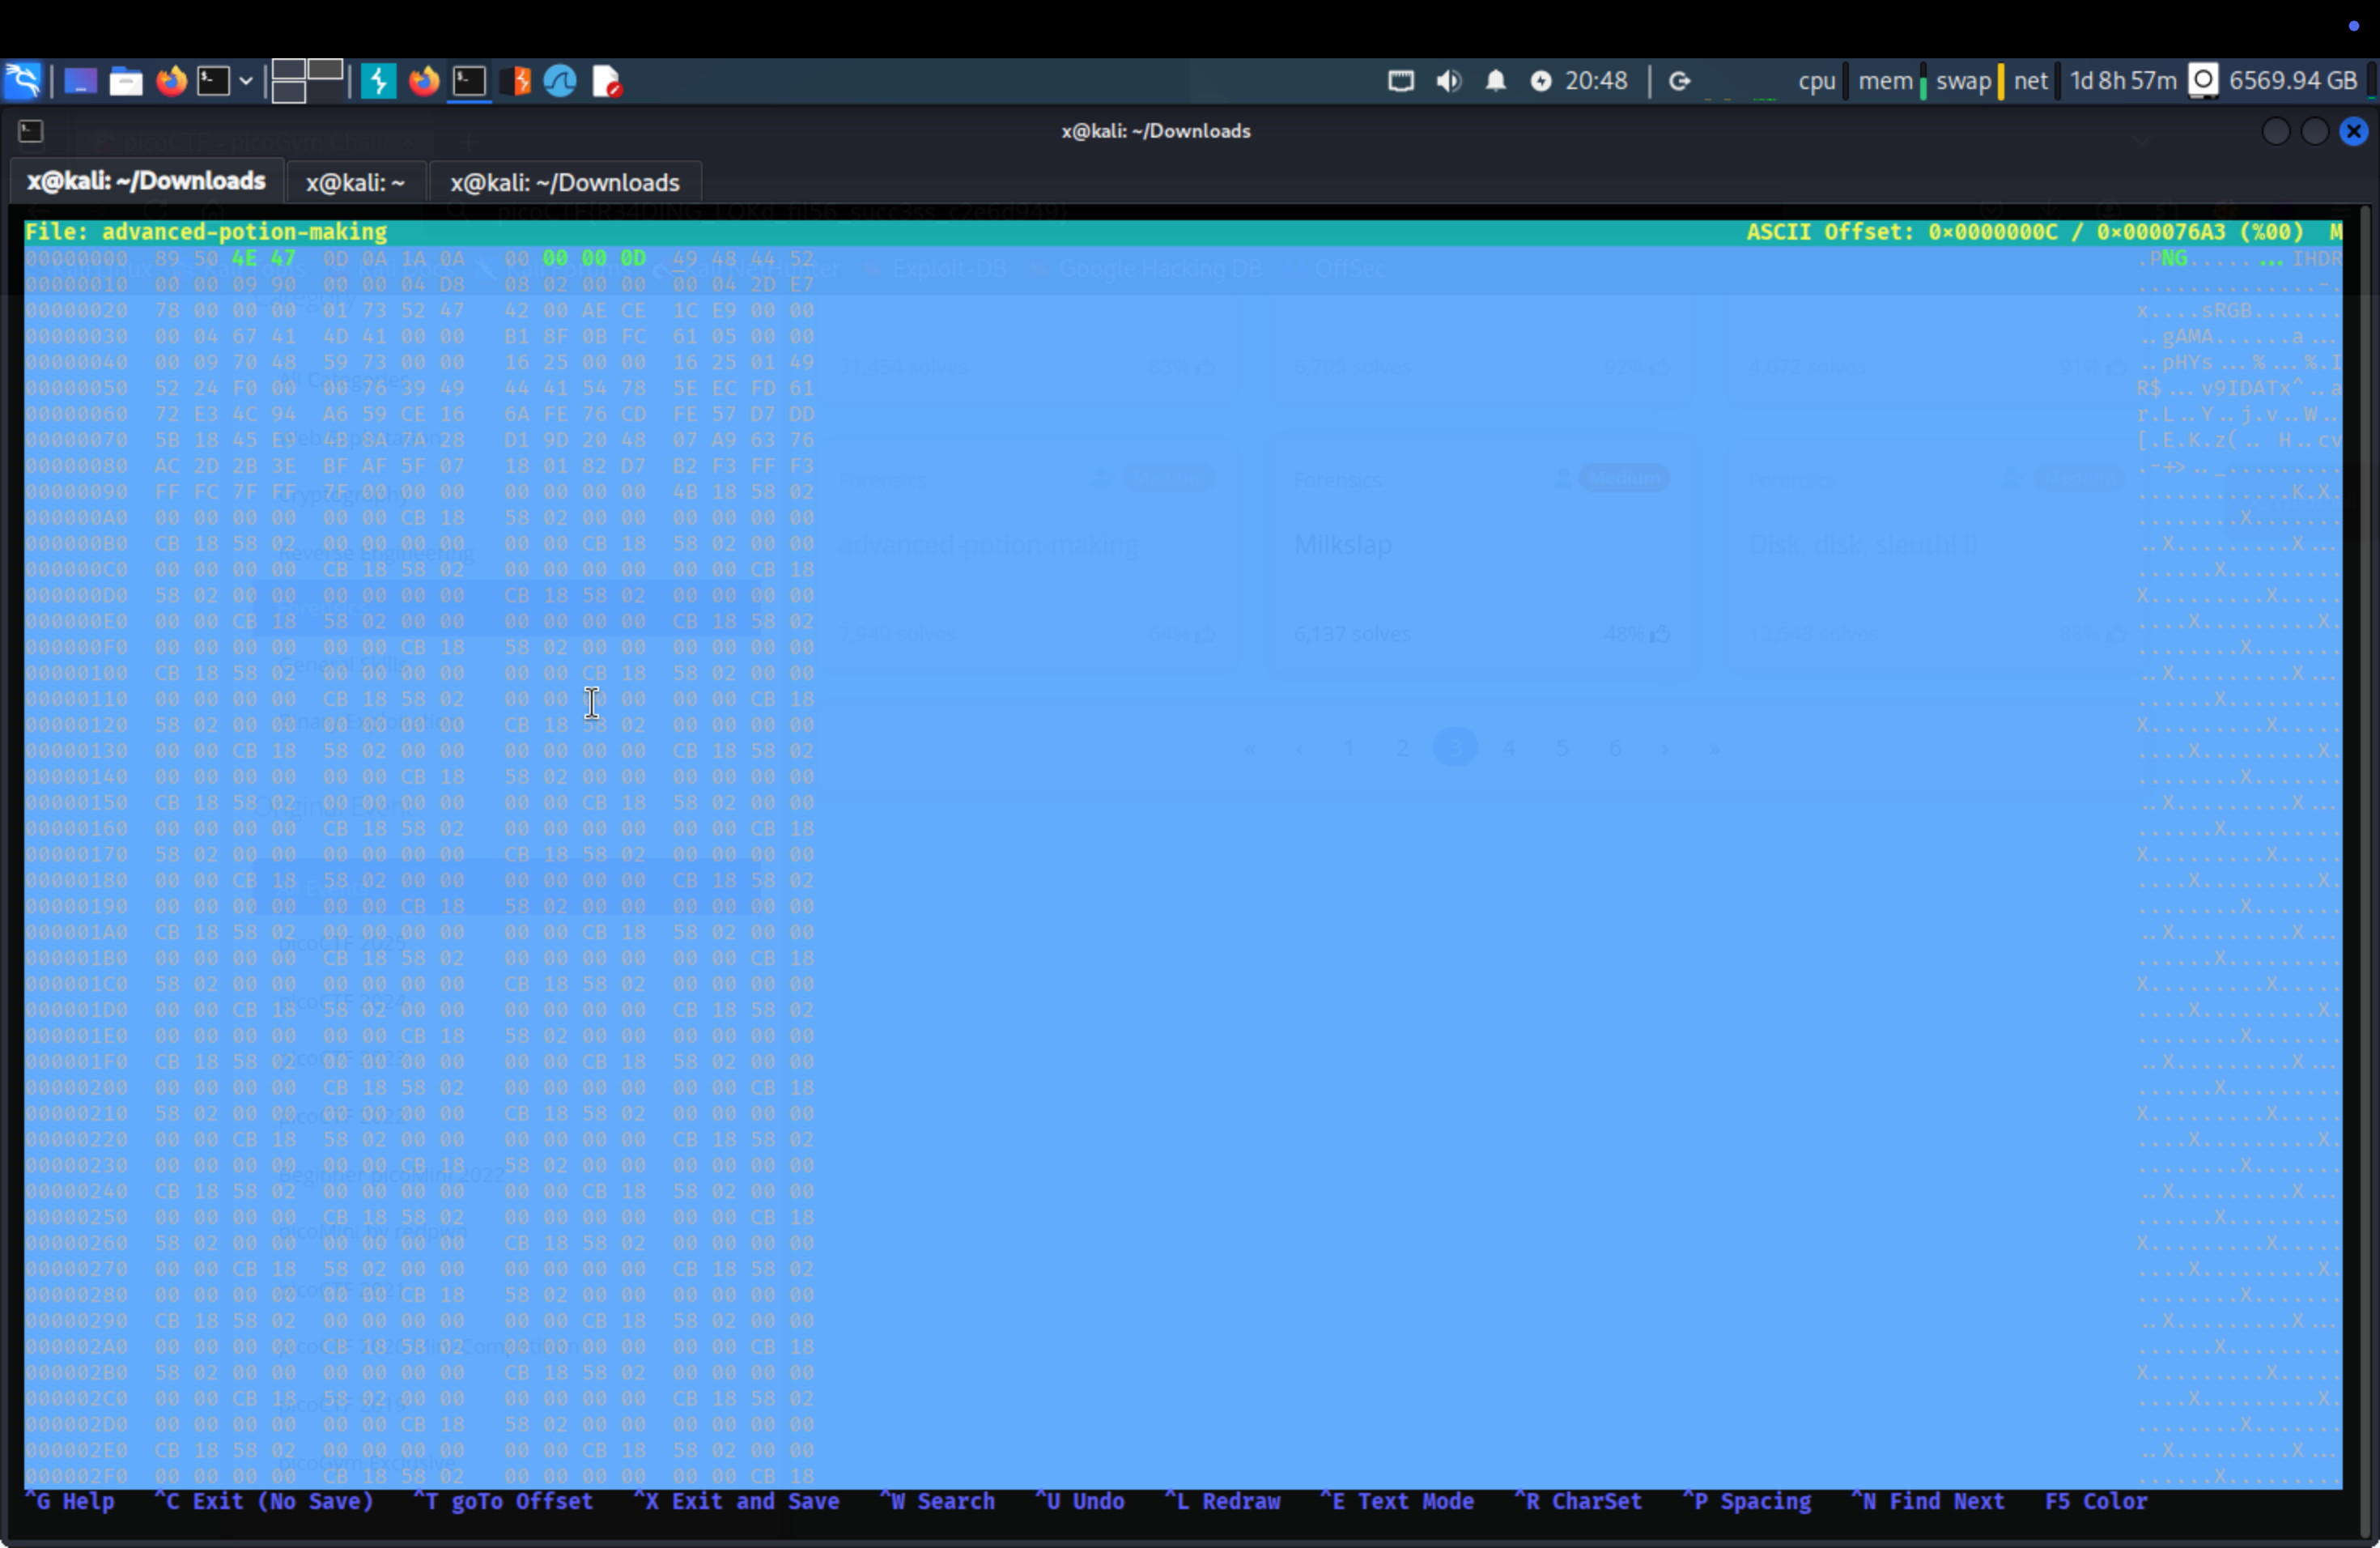 20:48 cpu mem swap net 1d 8h 57m 6569.94 GB
x@kali: ~/Downloads
x@kali: ~/Downloads x@kali: ~ x@kali: ~/Downloads
File: advanced-potion-making ASCII Offset: 0×0000000C / 0×000076A3 (%00) M
00000000 89 50 4E 47 0D 0A 1A 0A 00 00 00 0D 49 48 44 52 .PNG........IHDR
00000010 00 00 09 90 00 00 04 D8 08 02 00 00 00 04 2D E7 ..............-.
00000020 78 00 00 00 01 73 52 47 42 00 AE CE 1C E9 00 00 x....sRGB.......
00000030 00 04 67 41 4D 41 00 00 B1 8F 0B FC 61 05 00 00 ..gAMA......a...
00000040 00 09 70 48 59 73 00 00 16 25 00 00 16 25 01 49 ..pHYs...%...%.I
00000050 52 24 F0 00 00 76 39 49 44 41 54 78 5E EC FD 61 R$...v9IDATx^..a
00000060 72 E3 4C 94 A6 59 CE 16 6A FE 76 CD FE 57 D7 DD r.L..Y..j.v..W..
00000070 5B 18 45 E9 4B 8A 7A 28 D1 9D 20 48 07 A9 63 76 [.E.K.z(.. H..cv
00000080 AC 2D 2B 3E BF AF 5F 07 18 01 82 D7 B2 F3 FF F3 .-+>.._.........
00000090 FF FC 7F FE 7F 00 00 00 00 00 00 00 4B 18 58 02 ............K.X.
000000A0 00 00 00 00 00 00 CB 18 58 02 00 00 00 00 00 00 ........X.......
000000B0 CB 18 58 02 00 00 00 00 00 00 CB 18 58 02 00 00 ..X.........X...
000000C0 00 00 00 00 CB 18 58 02 00 00 00 00 00 00 CB 18 ......X.........
000000D0 58 02 00 00 00 00 00 00 CB 18 58 02 00 00 00 00 X.........X.....
000000E0 00 00 CB 18 58 02 00 00 00 00 00 00 CB 18 58 02 ....X.........X.
000000F0 00 00 00 00 00 00 CB 18 58 02 00 00 00 00 00 00 ........X.......
00000100 CB 18 58 02 00 00 00 00 00 00 CB 18 58 02 00 00 ..X.........X...
00000110 00 00 00 00 CB 18 58 02 00 00 00 00 00 00 CB 18 ......X.........
00000120 58 02 00 00 00 00 00 00 CB 18 58 02 00 00 00 00 X.........X.....
00000130 00 00 CB 18 58 02 00 00 00 00 00 00 CB 18 58 02 ....X.........X.
00000140 00 00 00 00 00 00 CB 18 58 02 00 00 00 00 00 00 ........X.......
00000150 CB 18 58 02 00 00 00 00 00 00 CB 18 58 02 00 00 ..X.........X...
00000160 00 00 00 00 CB 18 58 02 00 00 00 00 00 00 CB 18 ......X.........
00000170 58 02 00 00 00 00 00 00 CB 18 58 02 00 00 00 00 X.........X.....
00000180 00 00 CB 18 58 02 00 00 00 00 00 00 CB 18 58 02 ....X.........X.
00000190 00 00 00 00 00 00 CB 18 58 02 00 00 00 00 00 00 ........X.......
000001A0 CB 18 58 02 00 00 00 00 00 00 CB 18 58 02 00 00 ..X.........X...
000001B0 00 00 00 00 CB 18 58 02 00 00 00 00 00 00 CB 18 ......X.........
000001C0 58 02 00 00 00 00 00 00 CB 18 58 02 00 00 00 00 X.........X.....
000001D0 00 00 CB 18 58 02 00 00 00 00 00 00 CB 18 58 02 ....X.........X.
000001E0 00 00 00 00 00 00 CB 18 58 02 00 00 00 00 00 00 ........X.......
000001F0 CB 18 58 02 00 00 00 00 00 00 CB 18 58 02 00 00 ..X.........X...
00000200 00 00 00 00 CB 18 58 02 00 00 00 00 00 00 CB 18 ......X.........
00000210 58 02 00 00 00 00 00 00 CB 18 58 02 00 00 00 00 X.........X.....
00000220 00 00 CB 18 58 02 00 00 00 00 00 00 CB 18 58 02 ....X.........X.
00000230 00 00 00 00 00 00 CB 18 58 02 00 00 00 00 00 00 ........X.......
00000240 CB 18 58 02 00 00 00 00 00 00 CB 18 58 02 00 00 ..X.........X...
00000250 00 00 00 00 CB 18 58 02 00 00 00 00 00 00 CB 18 ......X.........
00000260 58 02 00 00 00 00 00 00 CB 18 58 02 00 00 00 00 X.........X.....
00000270 00 00 CB 18 58 02 00 00 00 00 00 00 CB 18 58 02 ....X.........X.
00000280 00 00 00 00 00 00 CB 18 58 02 00 00 00 00 00 00 ........X.......
00000290 CB 18 58 02 00 00 00 00 00 00 CB 18 58 02 00 00 ..X.........X...
000002A0 00 00 00 00 CB 18 58 02 00 00 00 00 00 00 CB 18 ......X.........
000002B0 58 02 00 00 00 00 00 00 CB 18 58 02 00 00 00 00 X.........X.....
000002C0 00 00 CB 18 58 02 00 00 00 00 00 00 CB 18 58 02 ....X.........X.
000002D0 00 00 00 00 00 00 CB 18 58 02 00 00 00 00 00 00 ........X.......
000002E0 CB 18 58 02 00 00 00 00 00 00 CB 18 58 02 00 00 ..X.........X...
000002F0 00 00 00 00 CB 18 58 02 00 00 00 00 00 00 CB 18 ......X.........
^G Help ^C Exit (No Save) ^T goTo Offset ^X Exit and Save ^W Search ^U Undo ^L Redraw ^E Text Mode ^R CharSet ^P Spacing ^N Find Next F5 Color
Exploit-DB Google Hacking DB OffSec
Forensics Medium
advanced-potion-making Milkslap Disk, disk, sleuth! II
6,137 solves 48%
« ‹ 1 2 3 4 5 6 › »